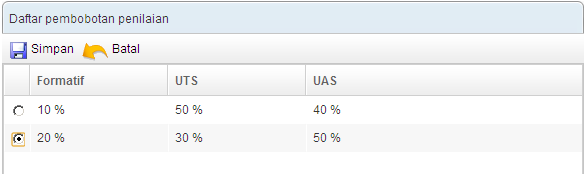 Daftar pembobotan penilaian
Simpan Batal
Formatif UTS UAS
10 % 50 % 40 %
20 % 30 % 50 %